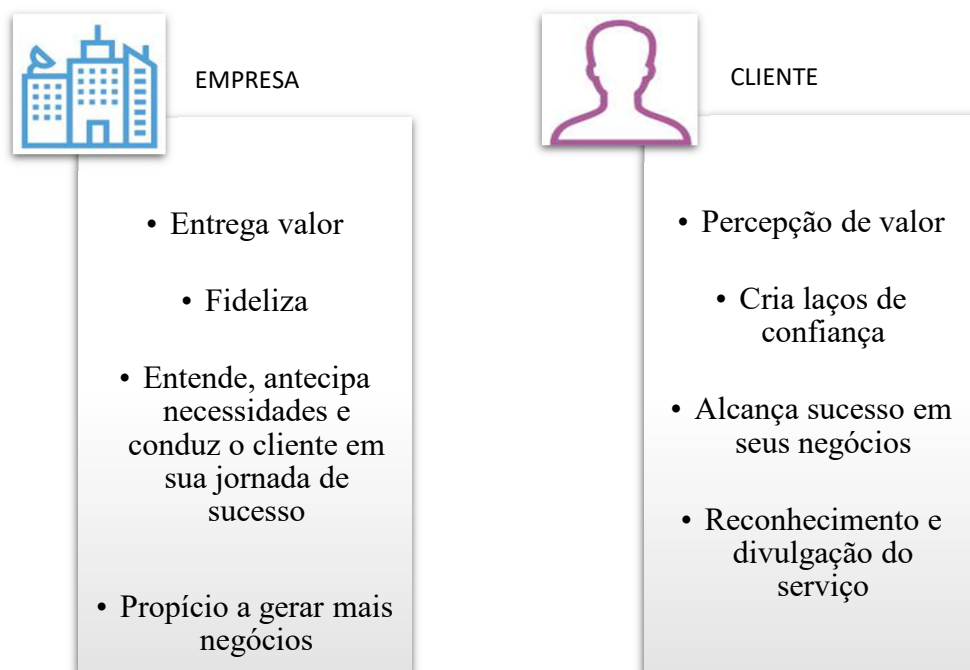 EMPRESA
• Entrega valor
• Fideliza
• Entende, antecipa
necessidades e
conduz o cliente em
sua jornada de
sucesso
• Propício a gerar mais
negócios
CLIENTE
• Percepção de valor
• Cria laços de
confiança
• Alcança sucesso em
seus negócios
• Reconhecimento e
divulgação do
serviço